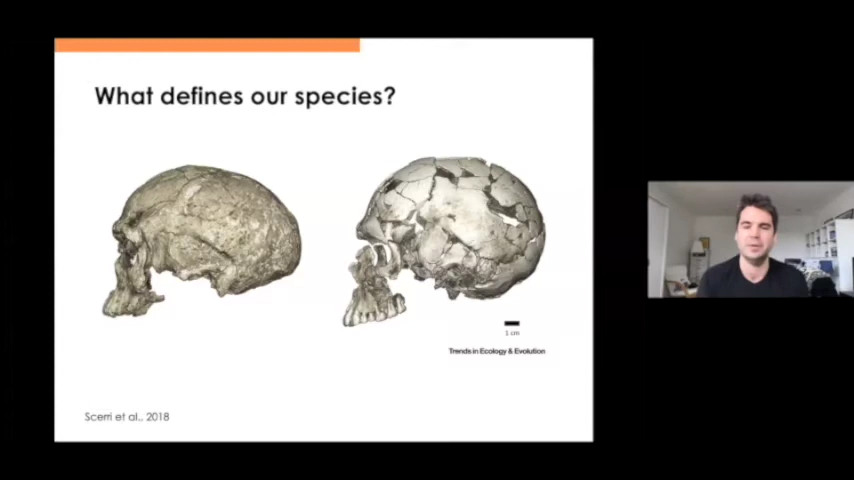 What defines our species?
1 cm
Trends in Ecology & Evolution
Scerri et al., 2018